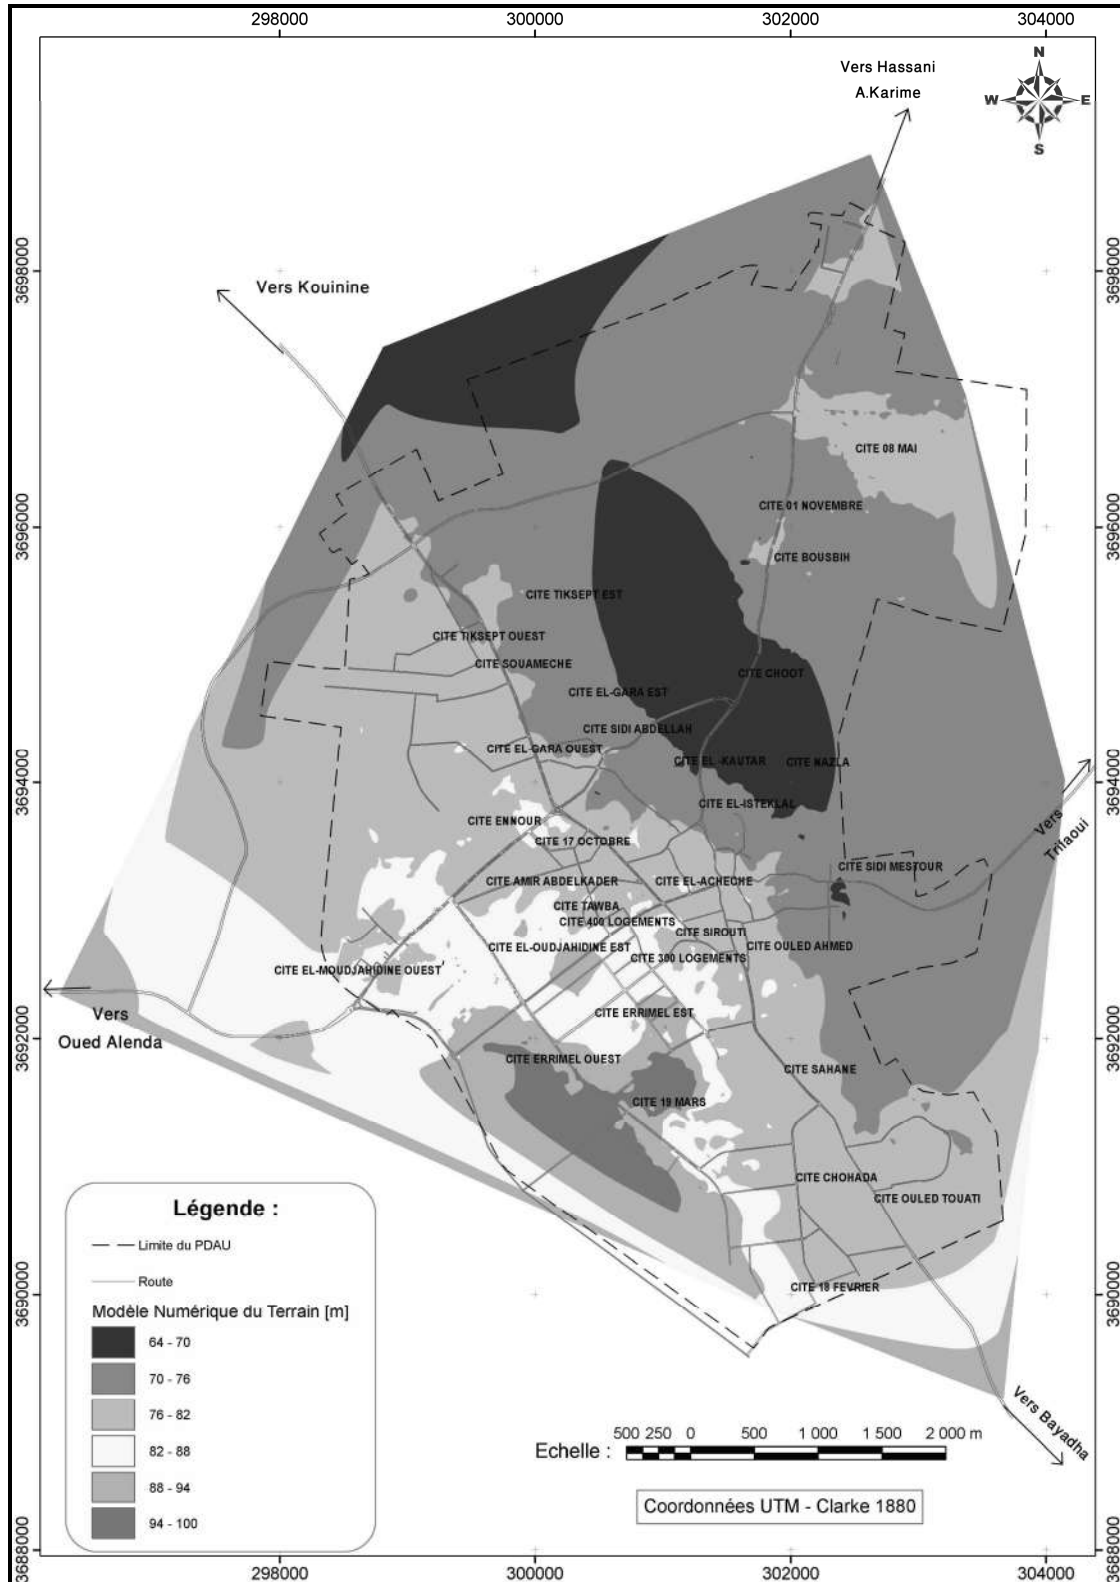 298000 300000 302000 304000
Vers Hassani
A.Karime
N
W E
S
3698000 3698000
Vers Kouinine
CITE 08 MAI
CITE 01 NOVEMBRE
3696000 3696000
CITE BOUSBIH
CITE TIKSEPT EST
CITE TIKSEPT OUEST
CITE SOUAMECHE
CITE CHOOT
CITE EL-GARA EST
CITE SIDI ABDELLAH
CITE EL-GARA OUEST
CITE EL -KAUTAR
CITE NAZLA
3694000 3694000
CITE EL-ISTEKLAL
Vers
Trifaoui
CITE ENNOUR
CITE 17 OCTOBRE
CITE SIDI MESTOUR
CITE AMIR ABDELKADER
CITE EL-ACHECHE
CITE TAWBA
CITE 400 LOGEMENTS
CITE SIROUTI
CITE EL-OUDJAHIDINE EST
CITE OULED AHMED
CITE 300 LOGEMENTS
CITE EL-MOUDJAHIDINE OUEST
Vers
Oued Alenda
CITE ERRIMEL EST
3692000 3692000
CITE ERRIMEL OUEST
CITE SAHANE
CITE 19 MARS
CITE CHOHADA
CITE OULED TOUATI
CITE 18 FEVRIER
3690000 3690000
Légende :
Limite du PDAU
Route
Modèle Numérique du Terrain [m]
64 - 70
70 - 76
76 - 82
82 - 88
88 - 94
94 - 100
Vers Bayadha
Echelle :
500 250 0 500 1 000 1 500 2 000 m
Coordonnées UTM - Clarke 1880
3688000 3688000
298000 300000 302000 304000